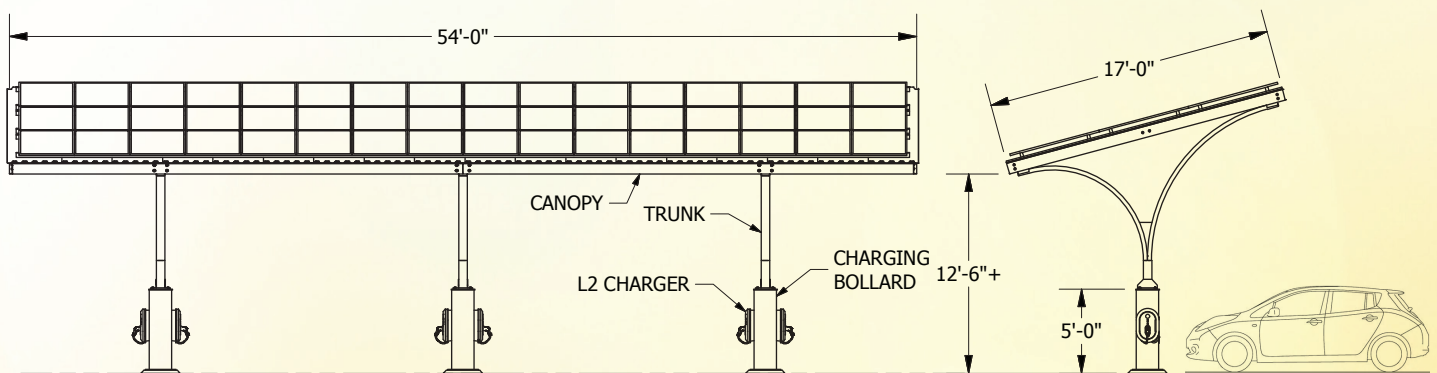 54'-0"
17'-0"
CANOPY
TRUNK
L2 CHARGER
CHARGING
BOLLARD
12'-6"+
5'-0"